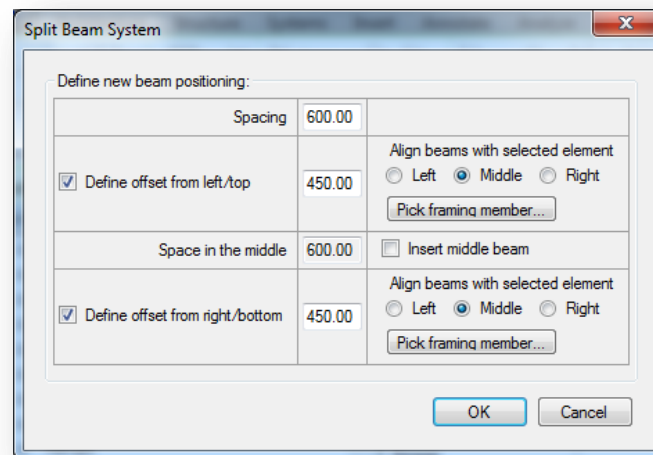 Split Beam System
Define new beam positioning:
Spacing 600.00
Align beams with selected element
Define offset from left/top 450.00 Left Middle Right
Pick framing member...
Space in the middle 600.00 Insert middle beam
Align beams with selected element
Define offset from right/bottom 450.00 Left Middle Right
Pick framing member...
OK Cancel